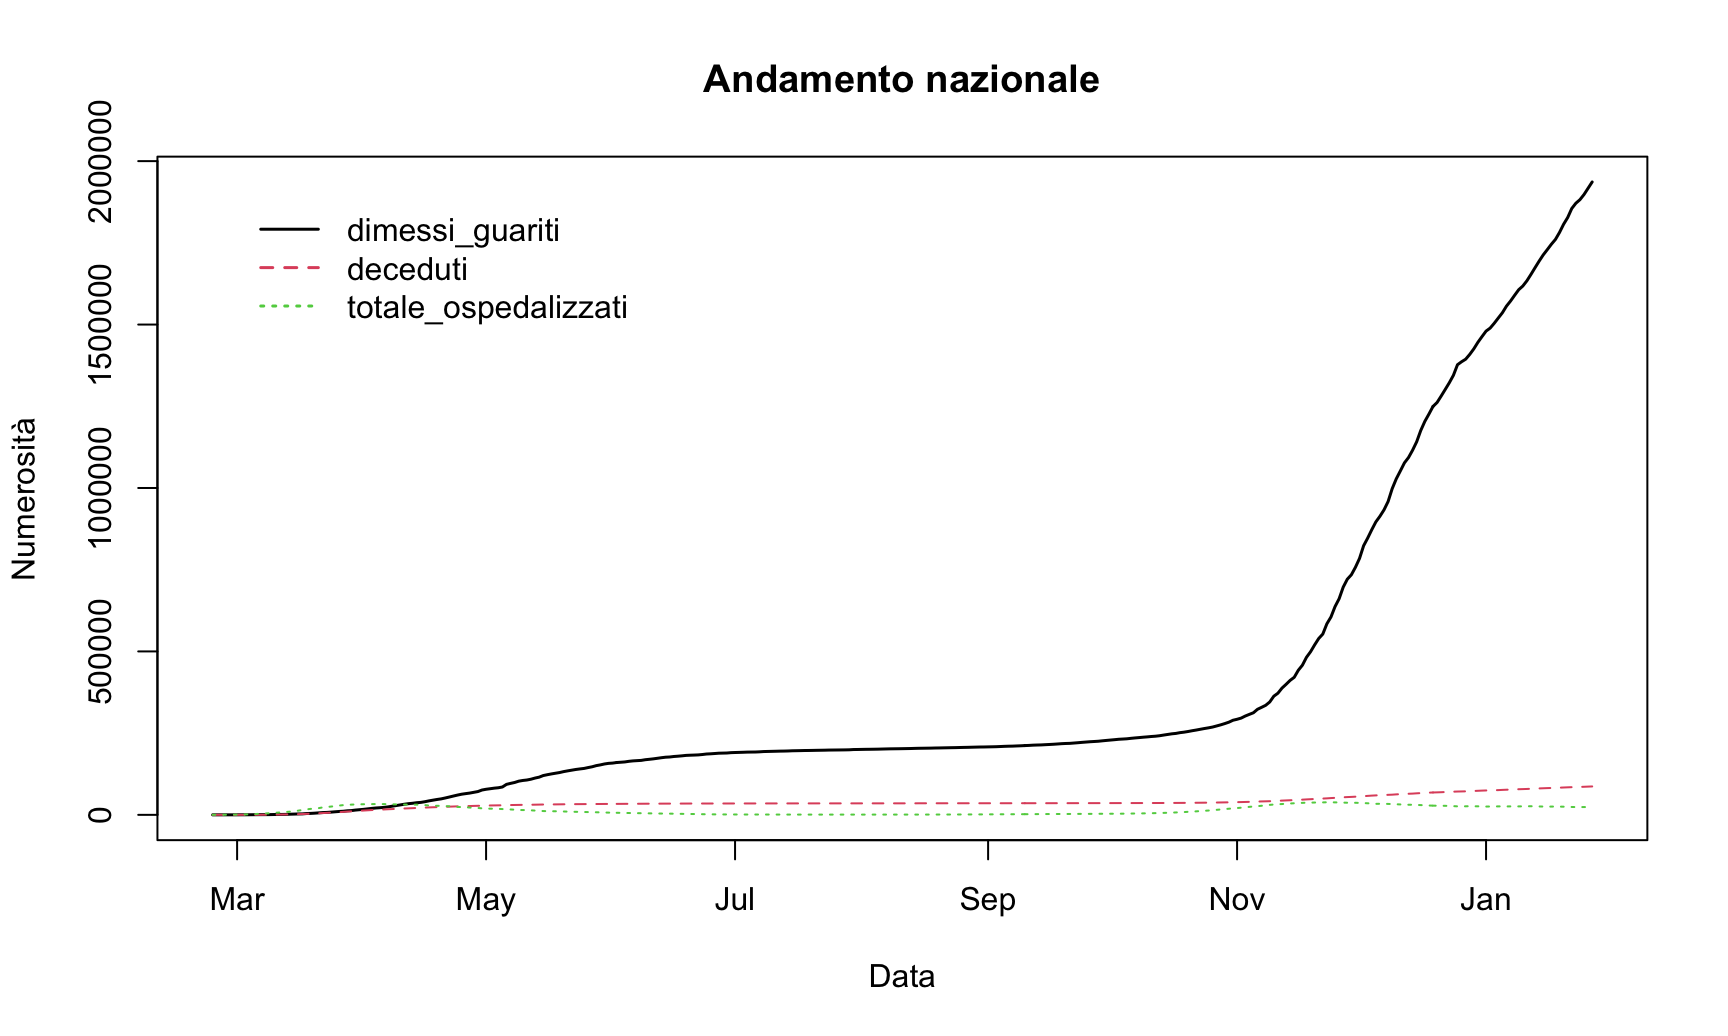 Andamento nazionale
2000000
1500000
1000000
500000
0
Numerosità
dimessi_guariti
deceduti
totale_ospedalizzati
Mar May Jul Sep Nov Jan
Data